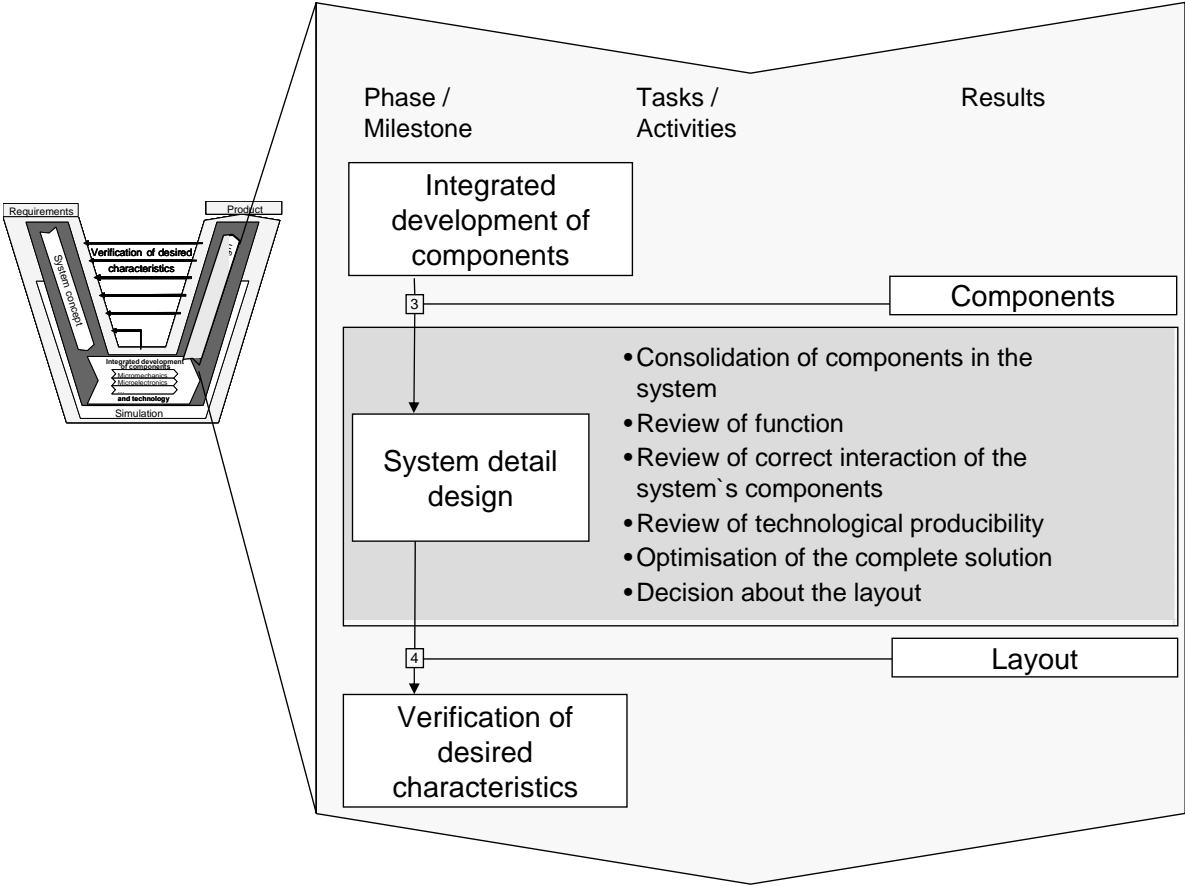 Phase /
Milestone
Tasks /
Activities
Results
Integrated
development of
components
3
Components
•Consolidation of components in the
system
•Review of function
•Review of correct interaction of the
system`s components
•Review of technological producibility
•Optimisation of the complete solution
•Decision about the layout
System detail
design
4
Layout
Verification of
desired
characteristics
Requirements
Product
Verification of desired
characteristics
System concept
Integrated development
of components
Micromechanics
Microelectronics
...
and technology
Simulation